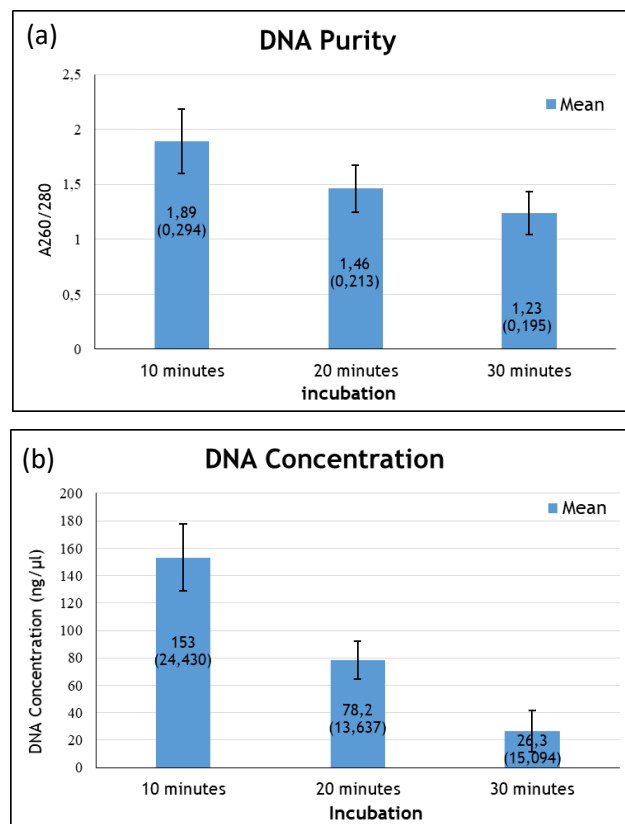 (a)
DNA Purity
2,5
2
1,5
1
0,5
0
A260/280
Mean
1,89
(0,294)
1,46
(0,213)
1,23
(0,195)
10 minutes
20 minutes
30 minutes
incubation
(b)
DNA Concentration
200
180
160
140
120
100
80
60
40
20
0
DNA Concentration (ng/µl)
Mean
153
(24,430)
78,2
(13,637)
26,3
(15,094)
10 minutes
20 minutes
30 minutes
Incubation